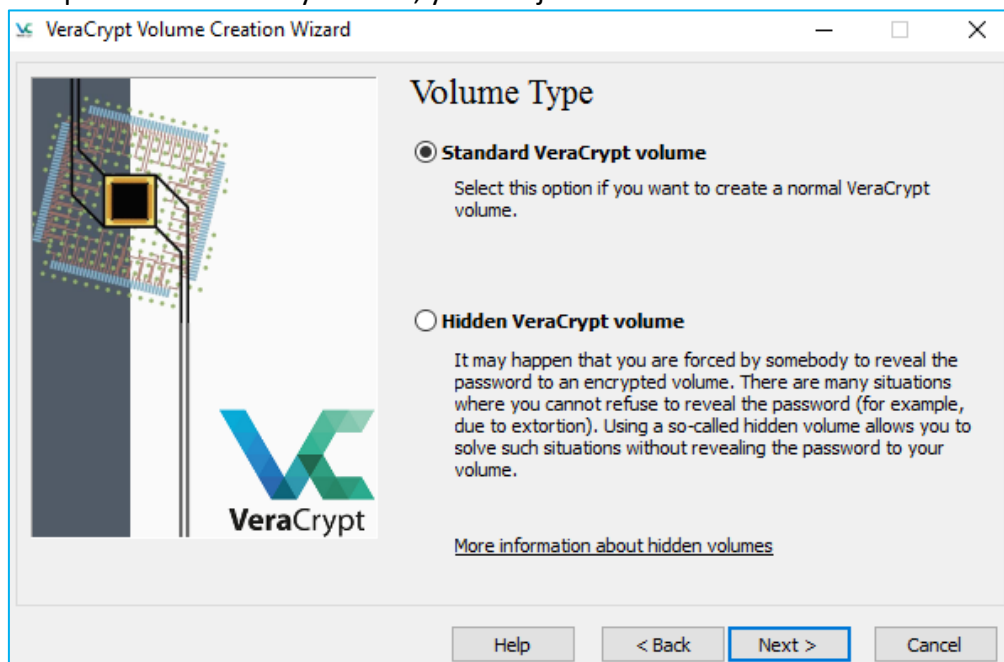 VeraCrypt Volume Creation Wizard
Volume Type
Standard VeraCrypt volume
Select this option if you want to create a normal VeraCrypt
volume.
Hidden VeraCrypt volume
It may happen that you are forced by somebody to reveal the
password to an encrypted volume. There are many situations
where you cannot refuse to reveal the password (for example,
due to extortion). Using a so-called hidden volume allows you to
solve such situations without revealing the password to your
volume.
VeraCrypt
More information about hidden volumes
Help < Back Next > Cancel